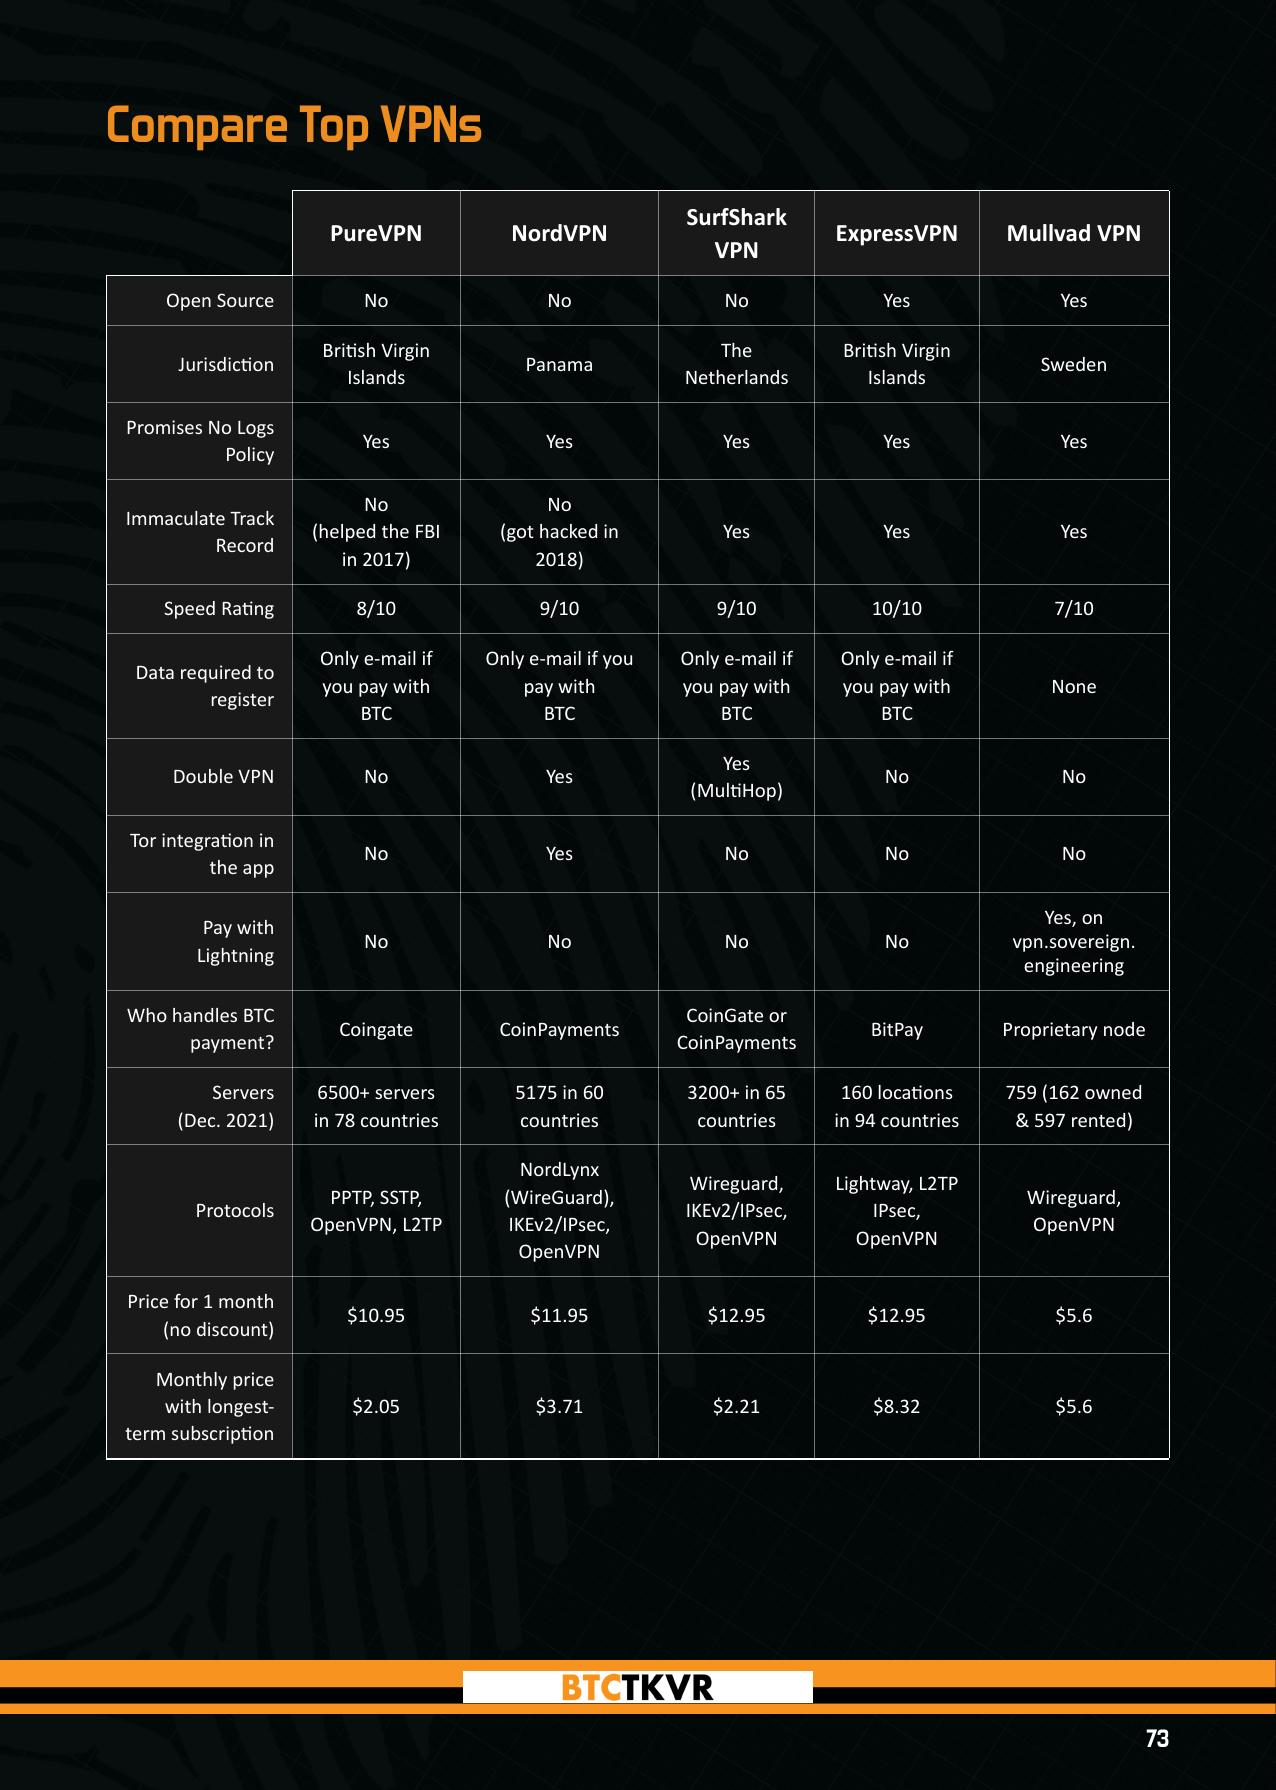 Compare Top VPNs
PureVPN
NordVPN
SurfShark
VPN
ExpressVPN
Mullvad VPN
Open Source
No
No
No
Yes
Yes
Jurisdiction
British Virgin
Islands
Panama
The
Netherlands
British Virgin
Islands
Sweden
Promises No Logs
Policy
Yes
Yes
Yes
Yes
Yes
Immaculate Track
Record
No
(helped the FBI
in 2017)
No
(got hacked in
2018)
Yes
Yes
Yes
Speed Rating
8/10
9/10
9/10
10/10
7/10
Data required to
register
Only e-mail if
you pay with
BTC
Only e-mail if you
pay with
BTC
Only e-mail if
you pay with
BTC
Only e-mail if
you pay with
BTC
None
Double VPN
No
Yes
Yes
(MultiHop)
No
No
Tor integration in
the app
No
Yes
No
No
No
Pay with
Lightning
No
No
No
No
Yes, on
vpn.sovereign.
engineering
Who handles BTC
payment?
Coingate
CoinPayments
CoinGate or
CoinPayments
BitPay
Proprietary node
Servers
(Dec. 2021)
6500+ servers
in 78 countries
5175 in 60
countries
3200+ in 65
countries
160 locations
in 94 countries
759 (162 owned
& 597 rented)
Protocols
PPTP, SSTP,
OpenVPN, L2TP
NordLynx
(WireGuard),
IKEv2/IPsec,
OpenVPN
Wireguard,
IKEv2/IPsec,
OpenVPN
Lightway, L2TP
IPsec,
OpenVPN
Wireguard,
OpenVPN
Price for 1 month
(no discount)
$10.95
$11.95
$12.95
$12.95
$5.6
Monthly price
with longest-
term subscription
$2.05
$3.71
$2.21
$8.32
$5.6
BTCTKVR
73